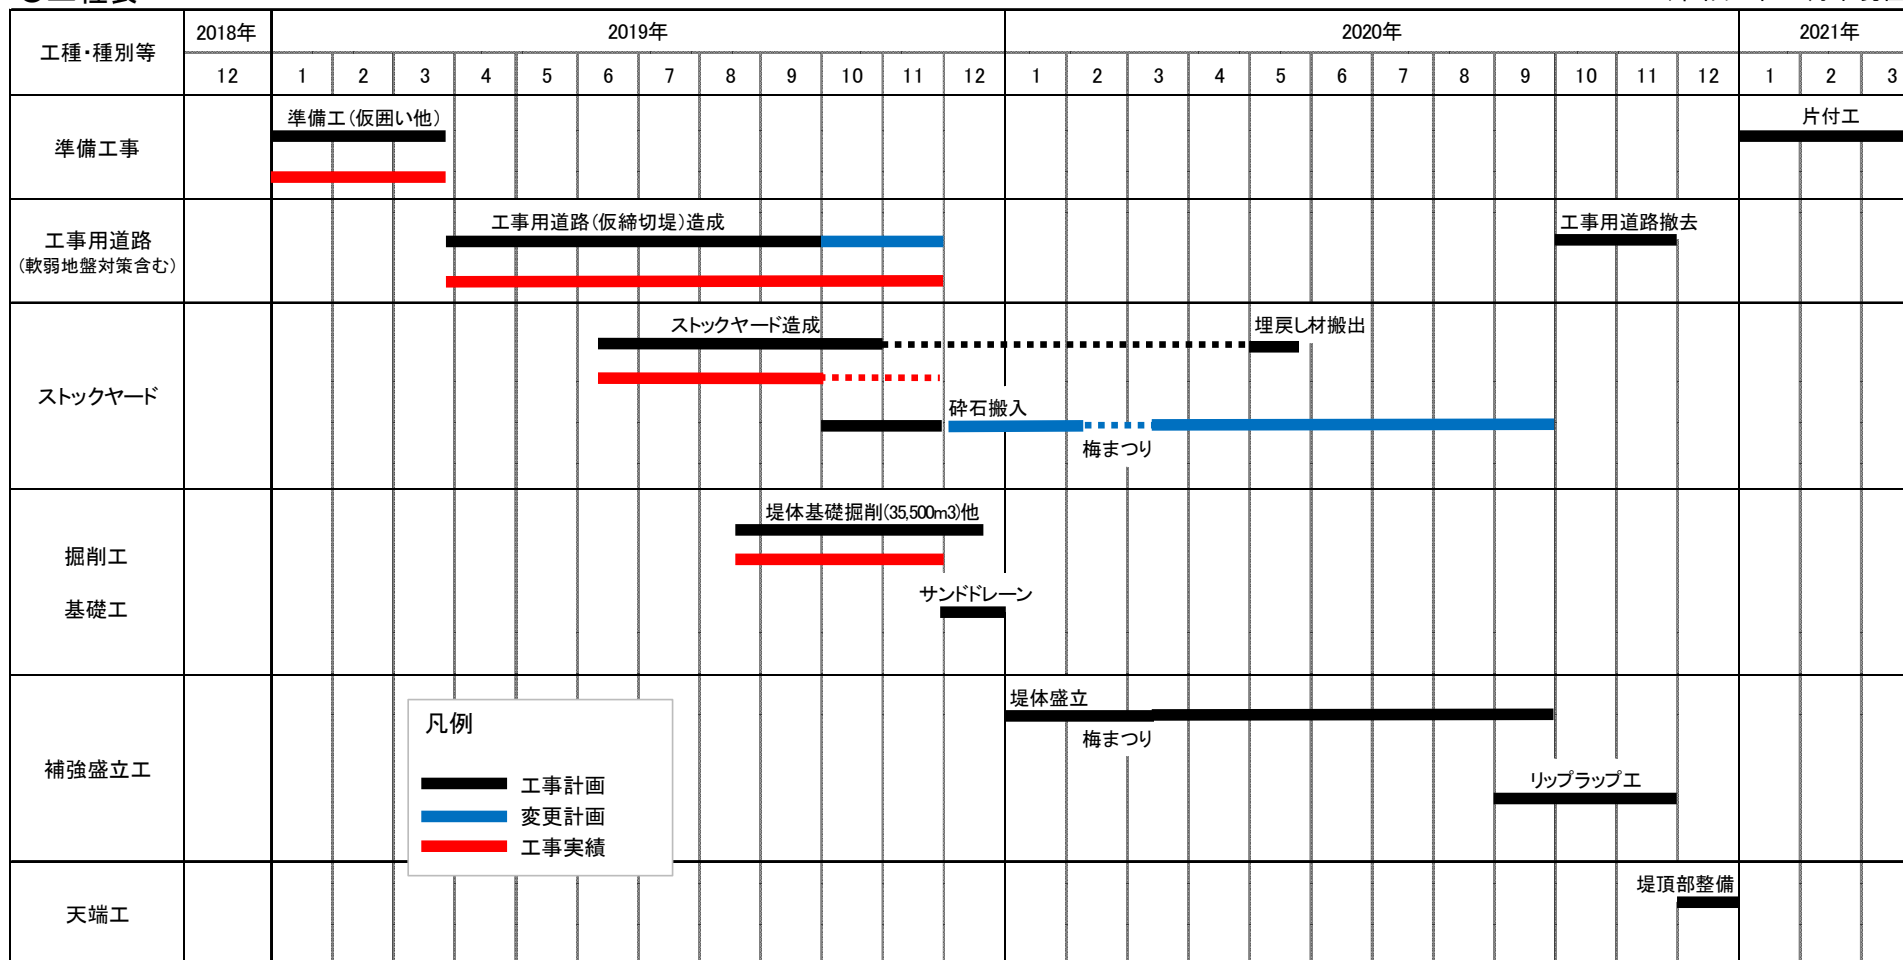 工種・種別等 2018年 2019年 2020年 2021年
12 1 2 3 4 5 6 7 8 9 10 11 12 1 2 3 4 5 6 7 8 9 10 11 12 1 2 3
準備工事
準備工(仮囲い他)
片付工
工事用道路
(軟弱地盤対策含む)
工事用道路(仮締切堤)造成
工事用道路撤去
ストックヤード
ストックヤード造成
埋戻し材搬出
砕石搬入
梅まつり
掘削工
堤体基礎掘削(35,500m3)他
基礎工
サンドドレーン
補強盛立工
堤体盛立
梅まつり
リップラップ工
凡例
工事計画
変更計画
工事実績
天端工
堤頂部整備